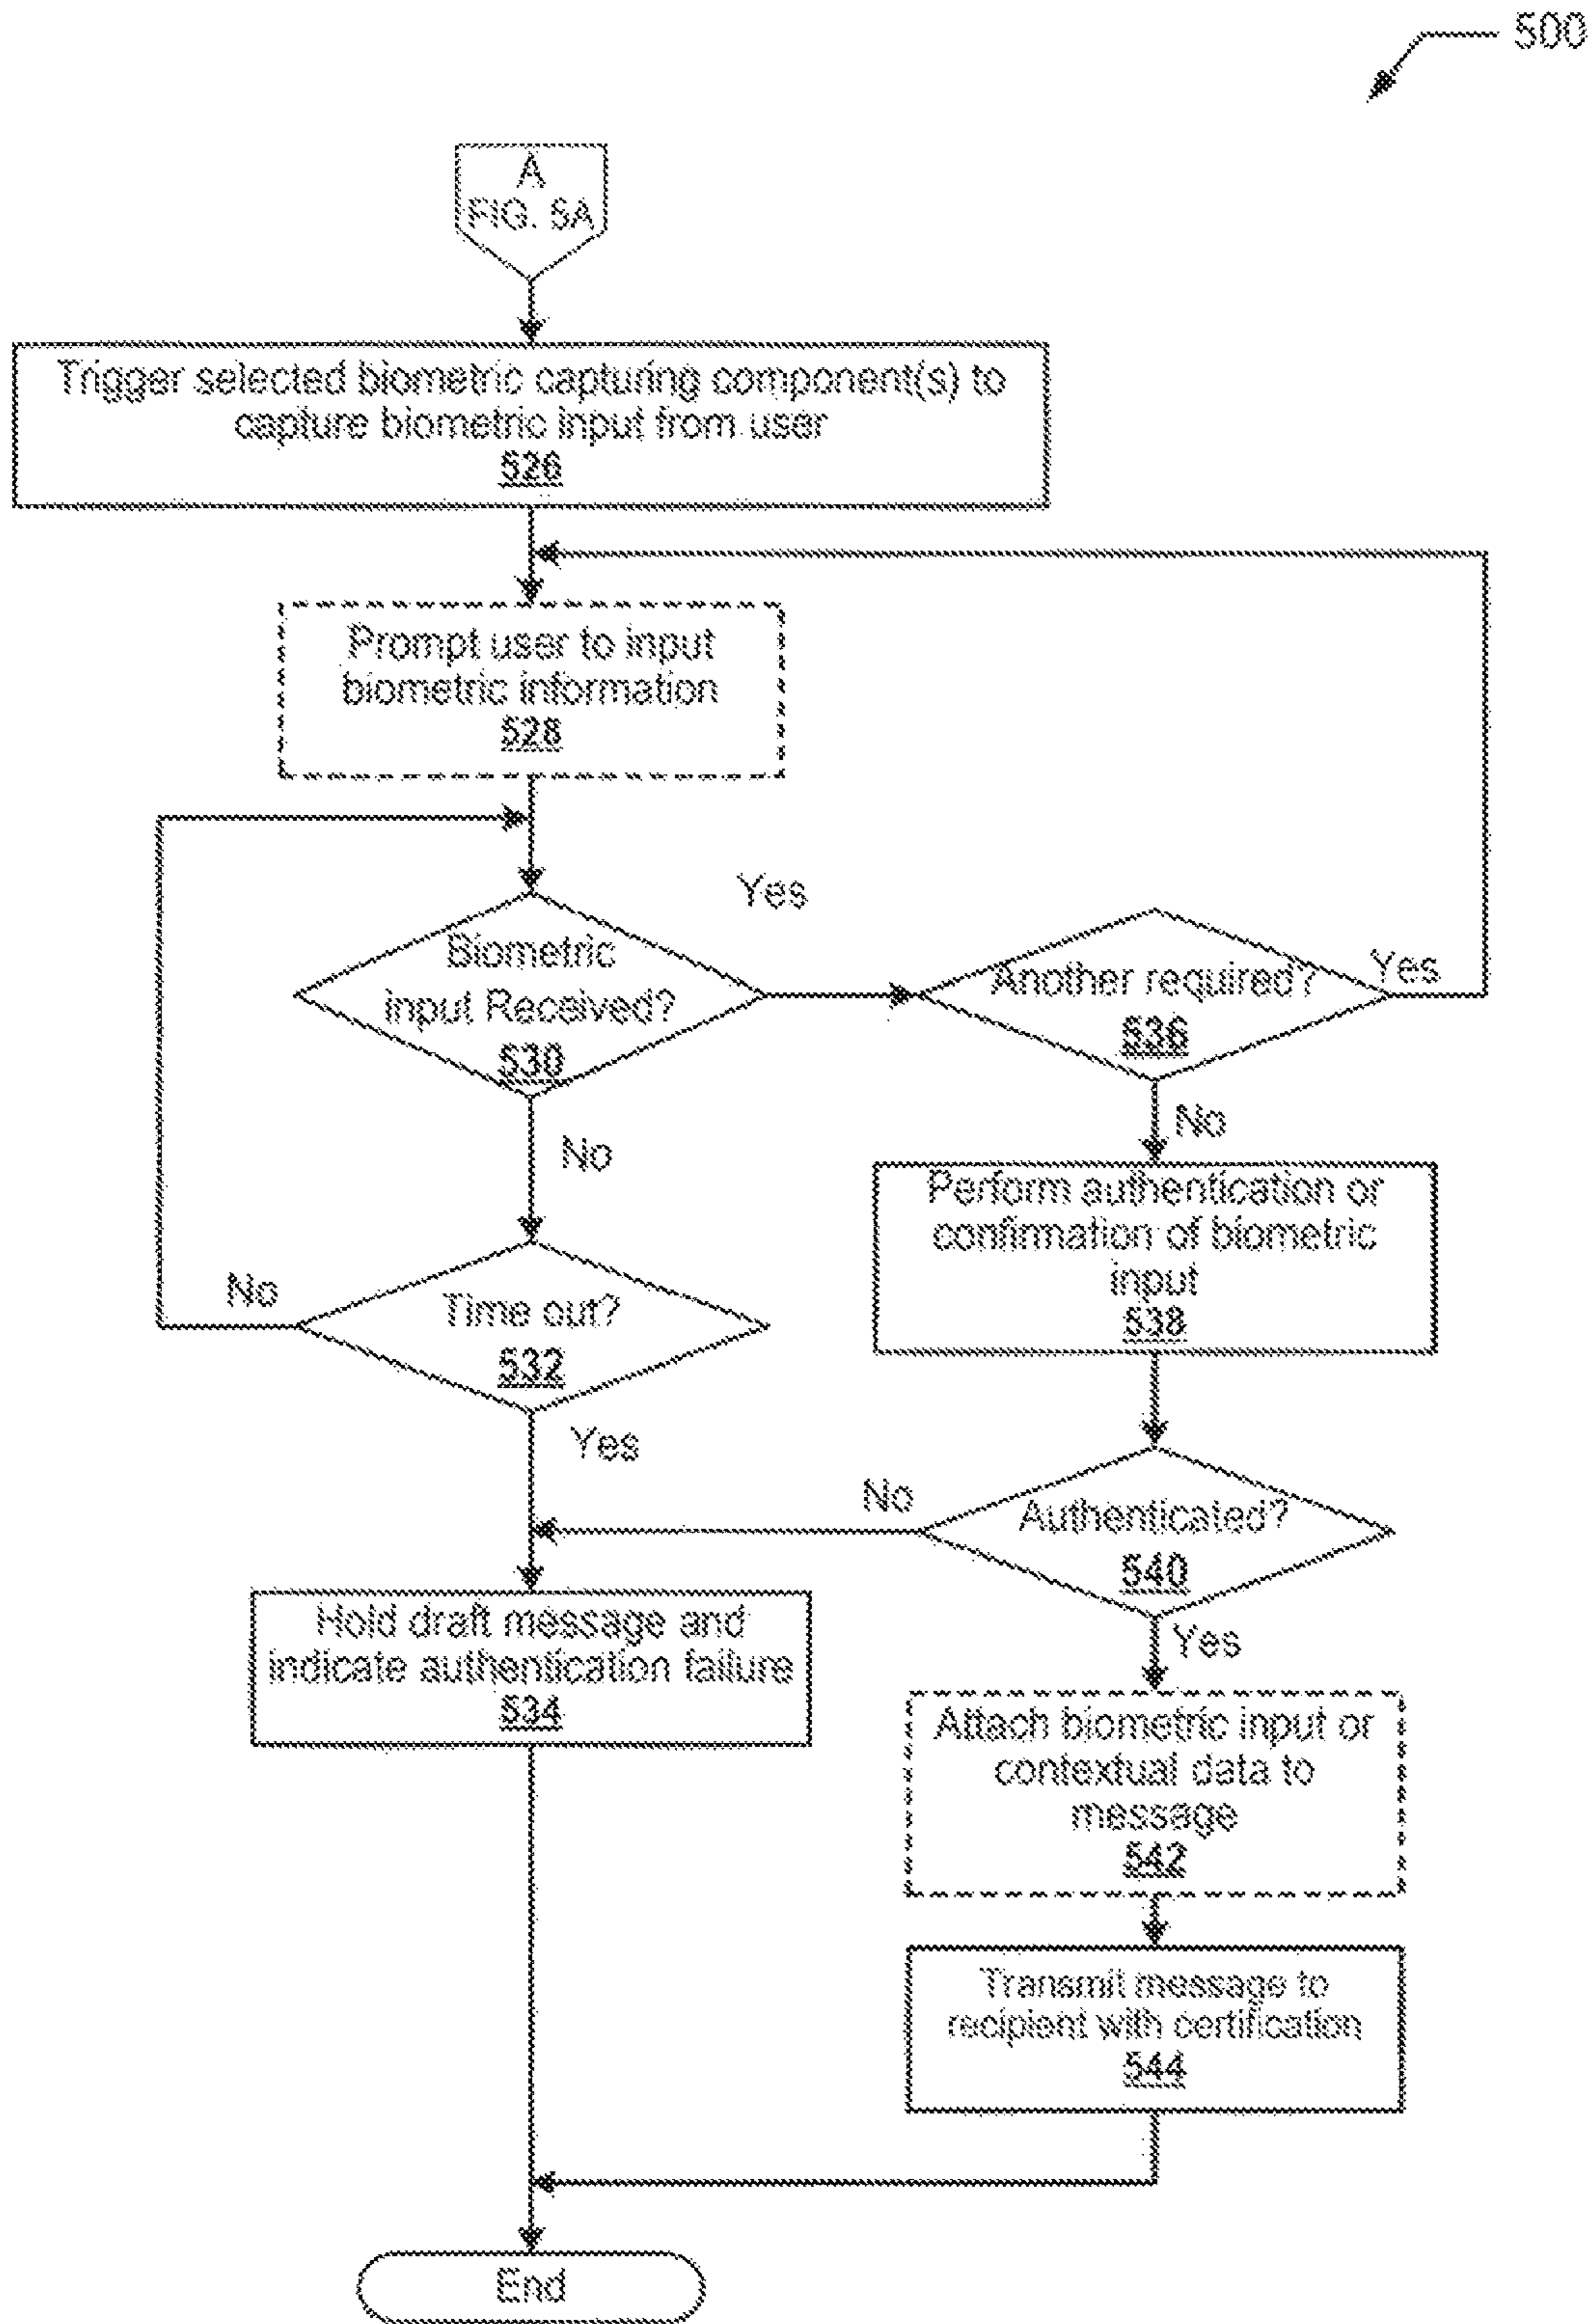 500
A
FIG. 5A
Trigger selected biometric capturing component(s) to
capture biometric input from user
526
Prompt user to input
biometric information
528
Biometric
input Received?
530
Yes
Another required?
536
Yes
No
No
Perform authentication or
confirmation of biometric
input
538
No
Time out?
532
Yes
No
Authenticated?
540
Hold draft message and
indicate authentication failure
534
Yes
Attach biometric input or
contextual data to
message
542
Transmit message to
recipient with certification
544
End